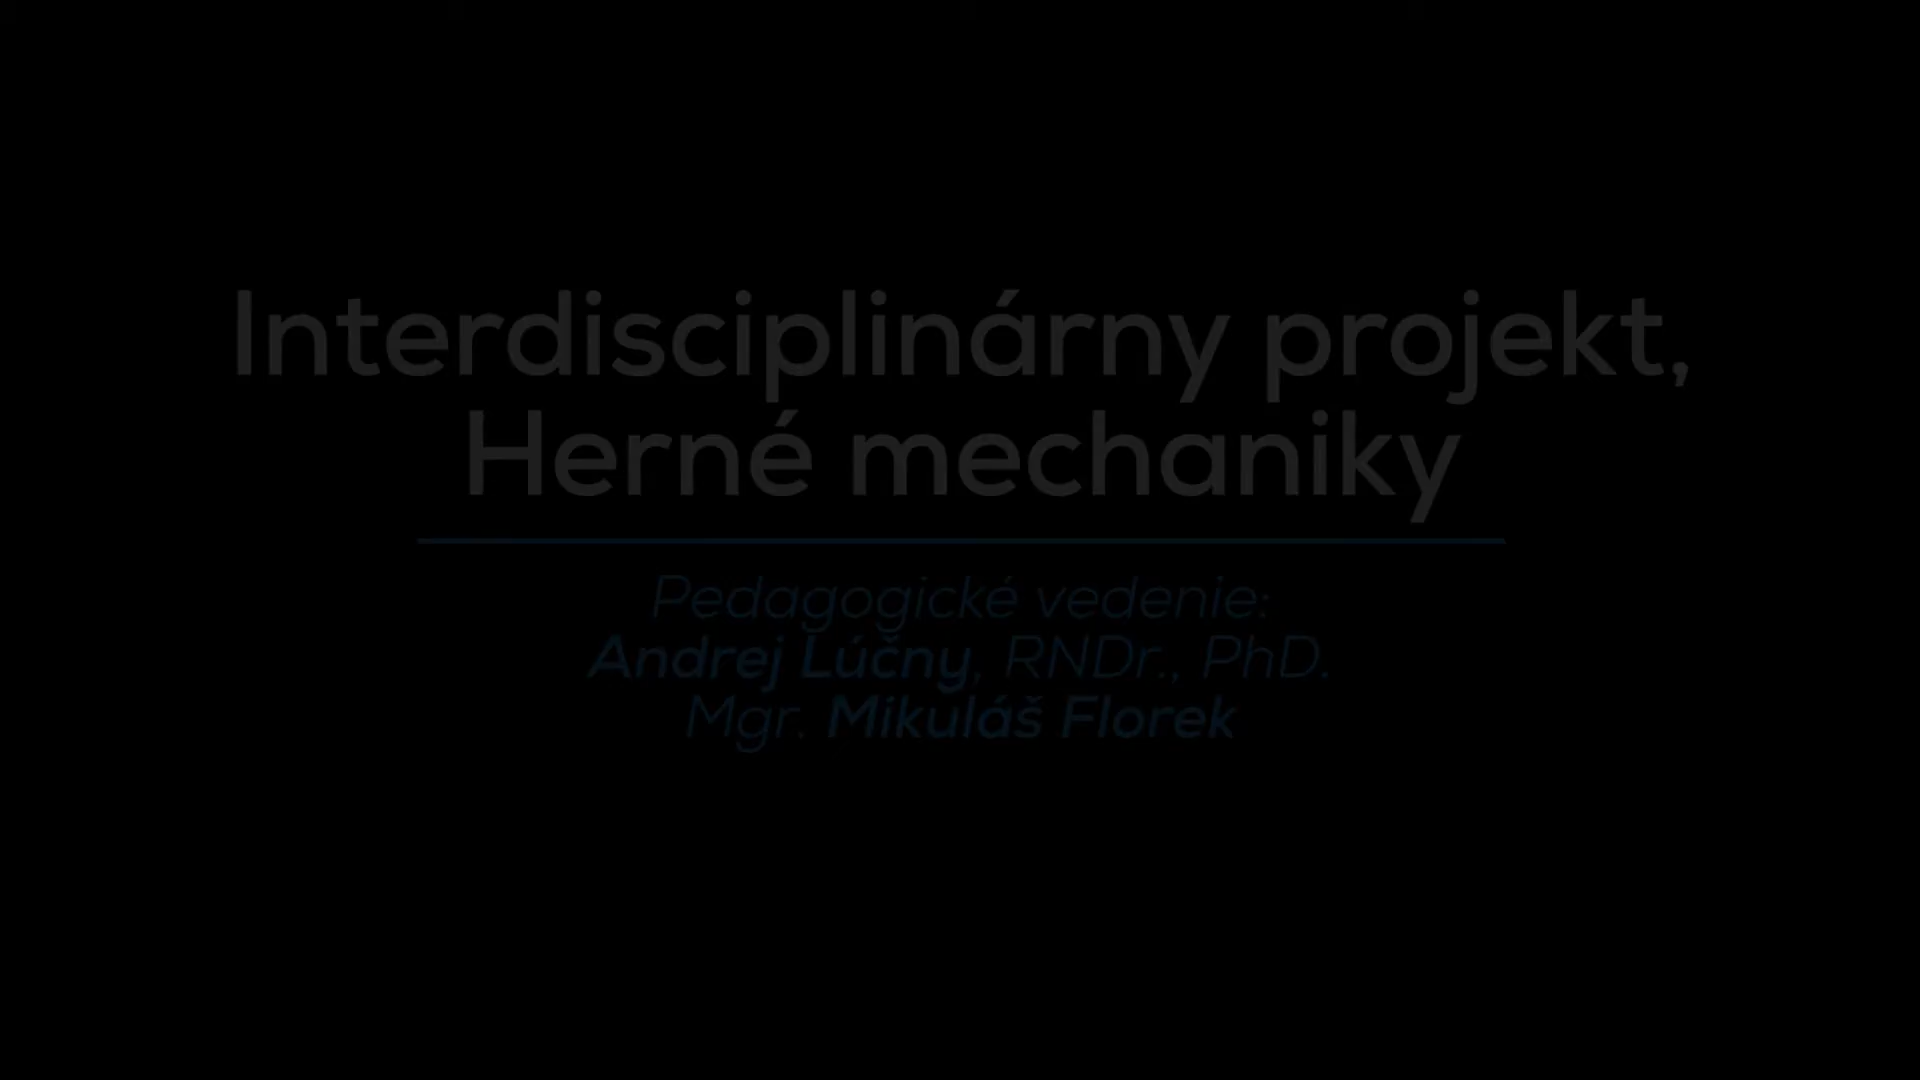 Interdisciplinárny projekt,
Herné mechaniky
Pedagogické vedenie:
Andrej Lúčny, RNDr., PhD.
Mgr. Mikuláš Florek